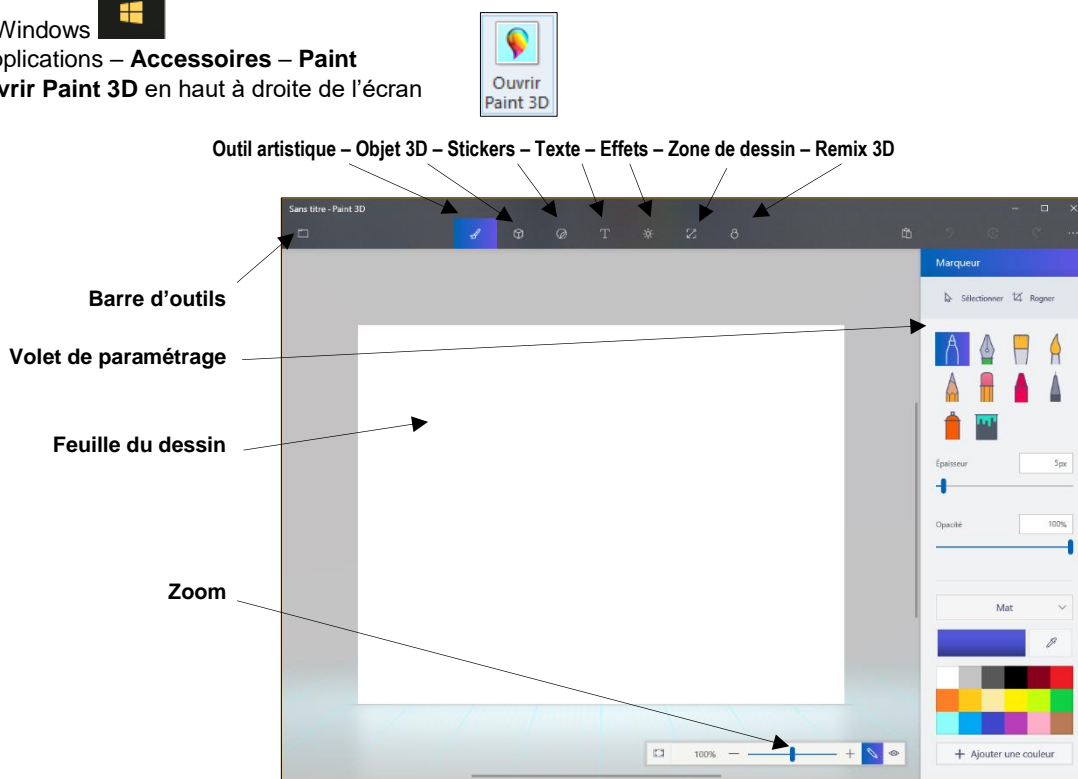 Windows
plications – Accessoires – Paint
vrir Paint 3D en haut à droite de l'écran
Ouvrir
Paint 3D
Outil artistique – Objet 3D – Stickers – Texte – Effets – Zone de dessin – Remix 3D
Sans titre - Paint 3D
Marqueur
Barre d'outils
Sélectionner Rogner
Volet de paramétrage
Feuille du dessin
Épaisseur 5px
Opacité 100%
Zoom
Mat
100%
+ Ajouter une couleur